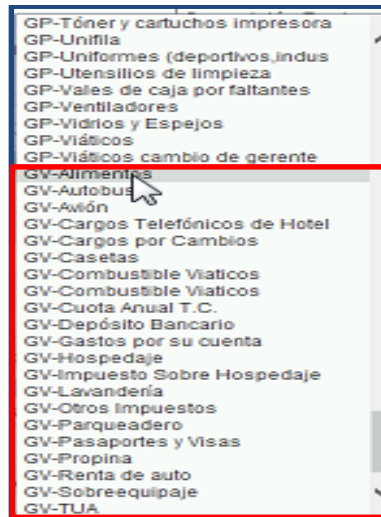 GP-Tóner y cartuchos impresora
GP-Unifila
GP-Uniformes (deportivos,indus
GP-Utensilios de limpieza
GP-Vales de caja por faltantes
GP-Ventiladores
GP-Vidrios y Espejos
GP-Viáticos
GP-Viáticos cambio de gerente
GV-Alimentos
GV-Autobus
GV-Avión
GV-Cargos Telefónicos de Hotel
GV-Cargos por Cambios
GV-Casetas
GV-Combustible Viaticos
GV-Combustible Viaticos
GV-Cuota Anual T.C.
GV-Depósito Bancario
GV-Gastos por su cuenta
GV-Hospedaje
GV-Impuesto Sobre Hospedaje
GV-Lavandería
GV-Otros Impuestos
GV-Parqueadero
GV-Pasaportes y Visas
GV-Propina
GV-Renta de auto
GV-Sobreequipaje
GV-TUA